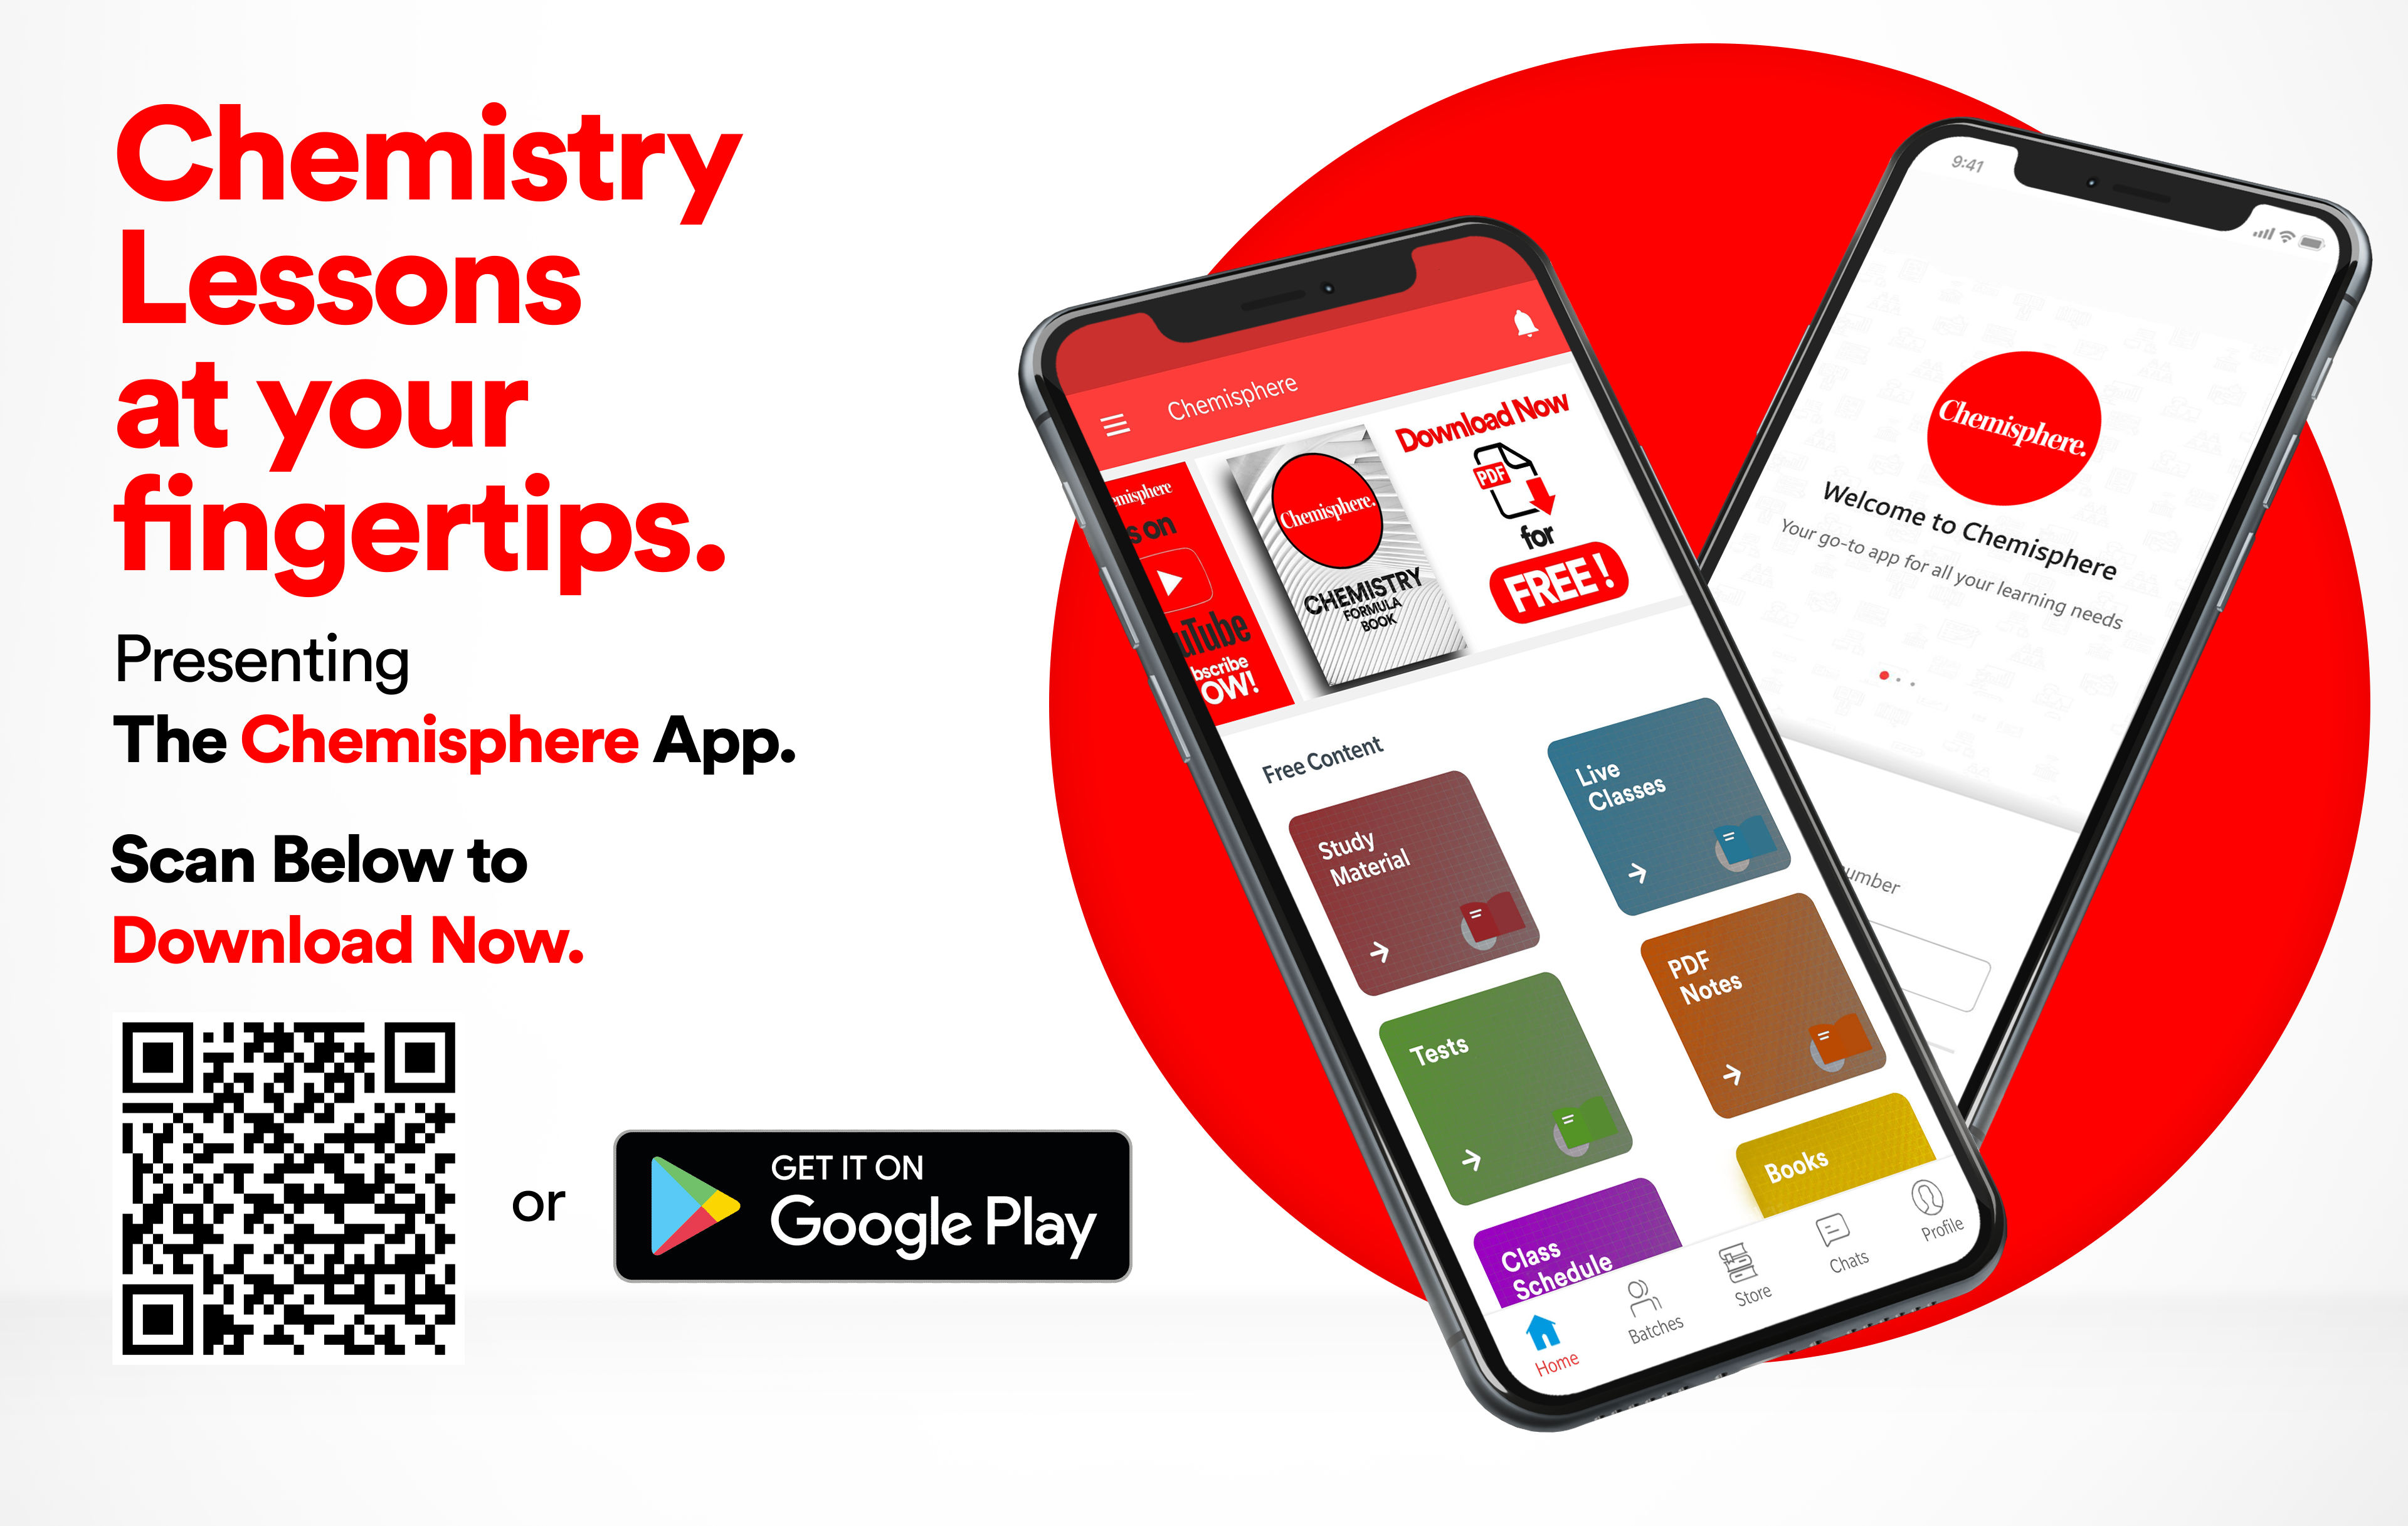 Chemistry
Lessons
at your
fingertips.
Presenting
The Chemisphere App.
Scan Below to
Download Now.
or
GET IT ON
Google Play
Chemisphere
emisphere
s on
uTube
bscribe
OW!
Chemisphere.
CHEMISTRY
FORMULA
BOOK
Download Now
PDF
for
FREE!
Free Content
Study
Material
Live
Classes
Tests
PDF
Notes
Class
Schedule
Books
Home
Batches
Store
Chats
Profile
9:41
Chemisphere.
Welcome to Chemisphere
Your go-to app for all your learning needs
umber